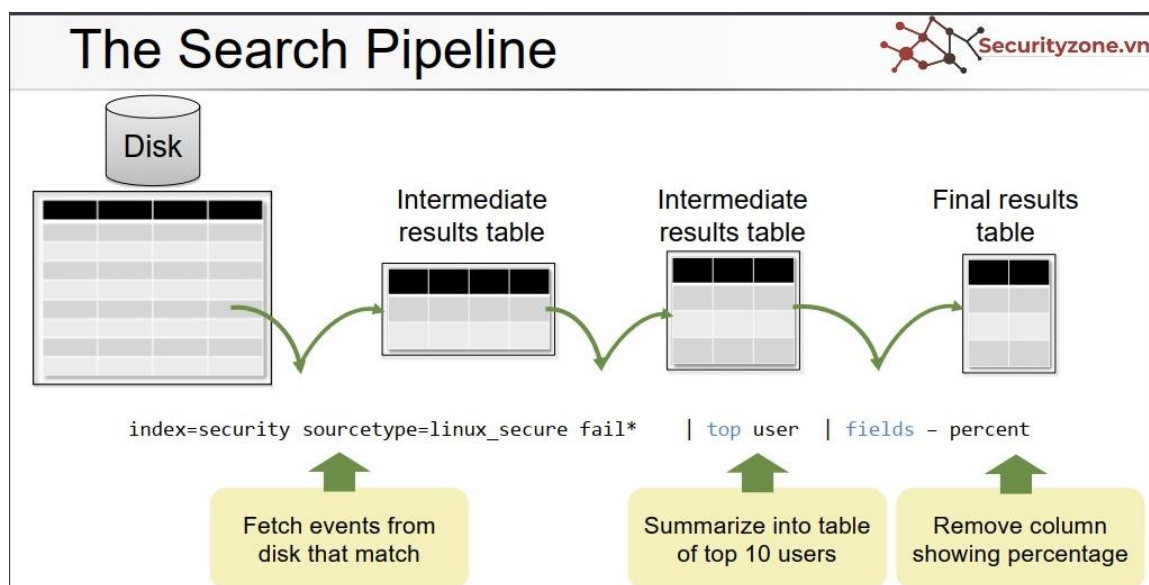 The Search Pipeline
Securityzone.vn
Disk
Intermediate
results table
Intermediate
results table
Final results
table
index=security sourcetype=linux_secure fail* | top user | fields – percent
Fetch events from
disk that match
Summarize into table
of top 10 users
Remove column
showing percentage